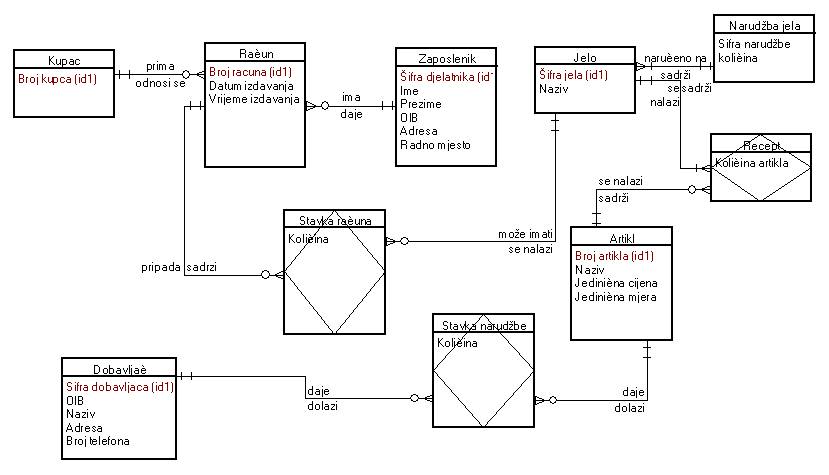 Kupac
Broj kupca (id1)
prima
odnosi se
Raèun
Broj racuna (id1)
Datum izdavanja
Vrijeme izdavanja
ima
daje
Zaposlenik
Šifra djelatnika (id1
Ime
Prezime
OIB
Adresa
Radno mjesto
Jelo
Šifra jela (id1)
Naziv
naruèeno na
sadrži
se sadrži
nalazi
Narudžba jela
Sifra narudžbe
kolièina
Recept
Kolièina artikla
se nalazi
sadrži
Stavka raèuna
Kolièina
može imati
se nalazi
pripada sadrzi
Artikl
Broj artikla (id1)
Naziv
Jedinièna cijena
Jedinièna mjera
Stavka narudžbe
Kolièina
Dobavljaè
Sifra dobavljaca (id1)
OIB
Naziv
Adresa
Broj telefona
daje
dolazi
daje
dolazi